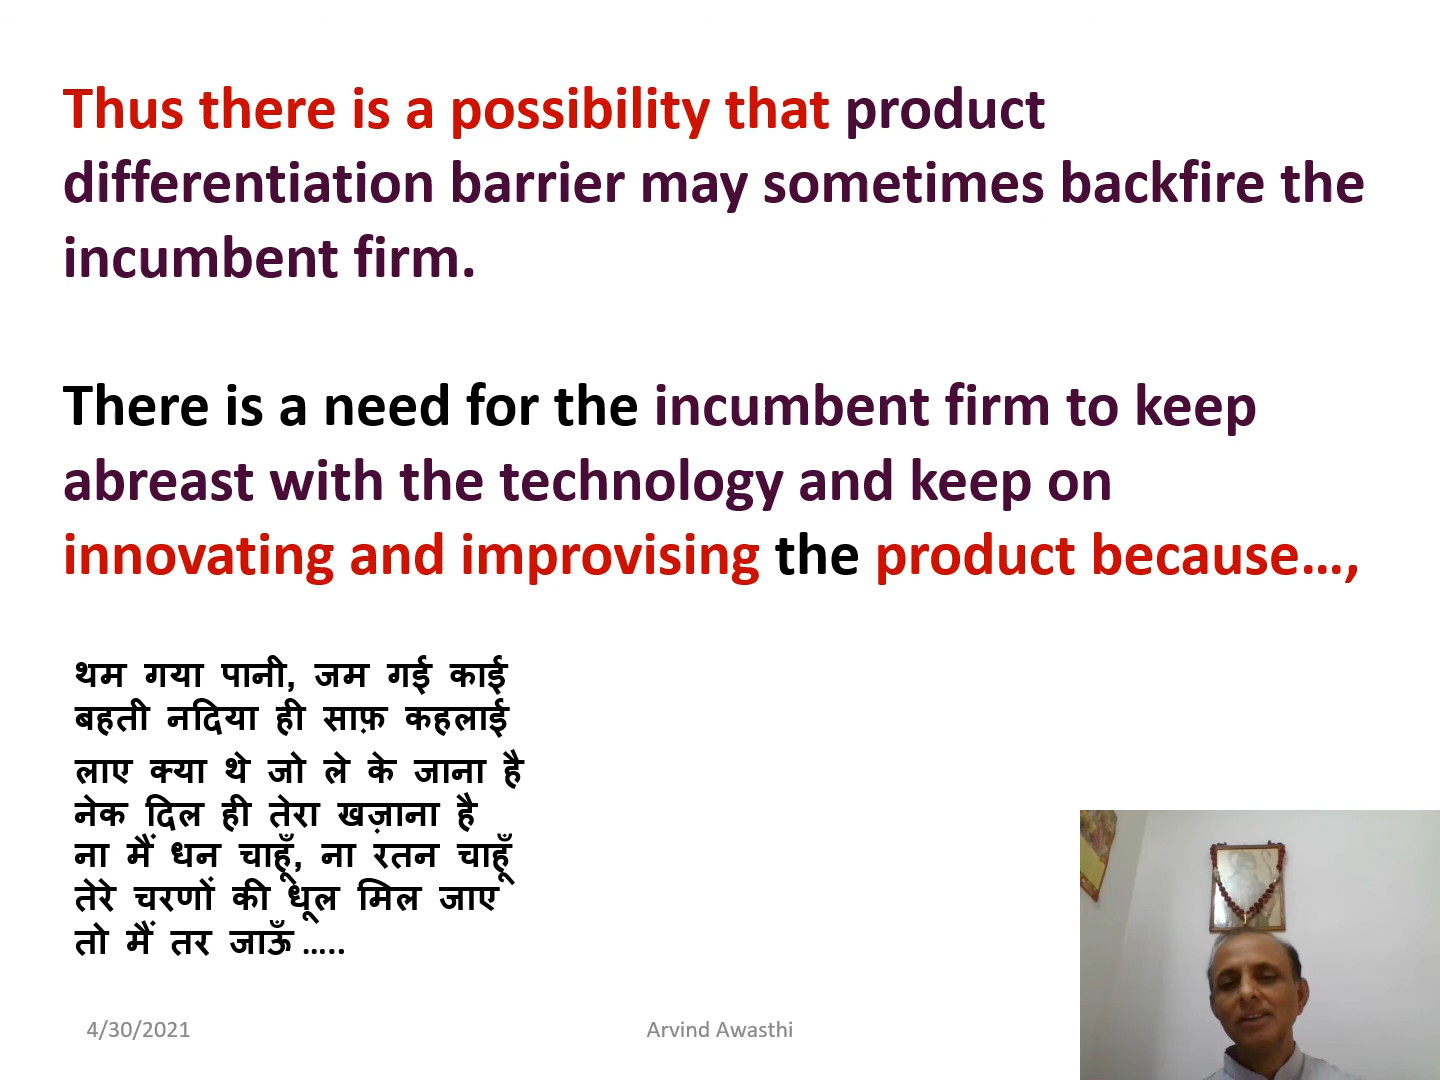 Thus there is a possibility that product
differentiation barrier may sometimes backfire the
incumbent firm.
There is a need for the incumbent firm to keep
abreast with the technology and keep on
innovating and improvising the product because…,
थम गया पानी, जम गई काई
बहती नदिया ही साफ़ कहलाई
लाए क्या थे जो ले के जाना है
नेक दिल ही तेरा खज़ाना है
ना मैं धन चाहूँ, ना रतन चाहूँ
तेरे चरणों की धूल मिल जाए
तो मैं तर जाऊँ …..
4/30/2021
Arvind Awasthi